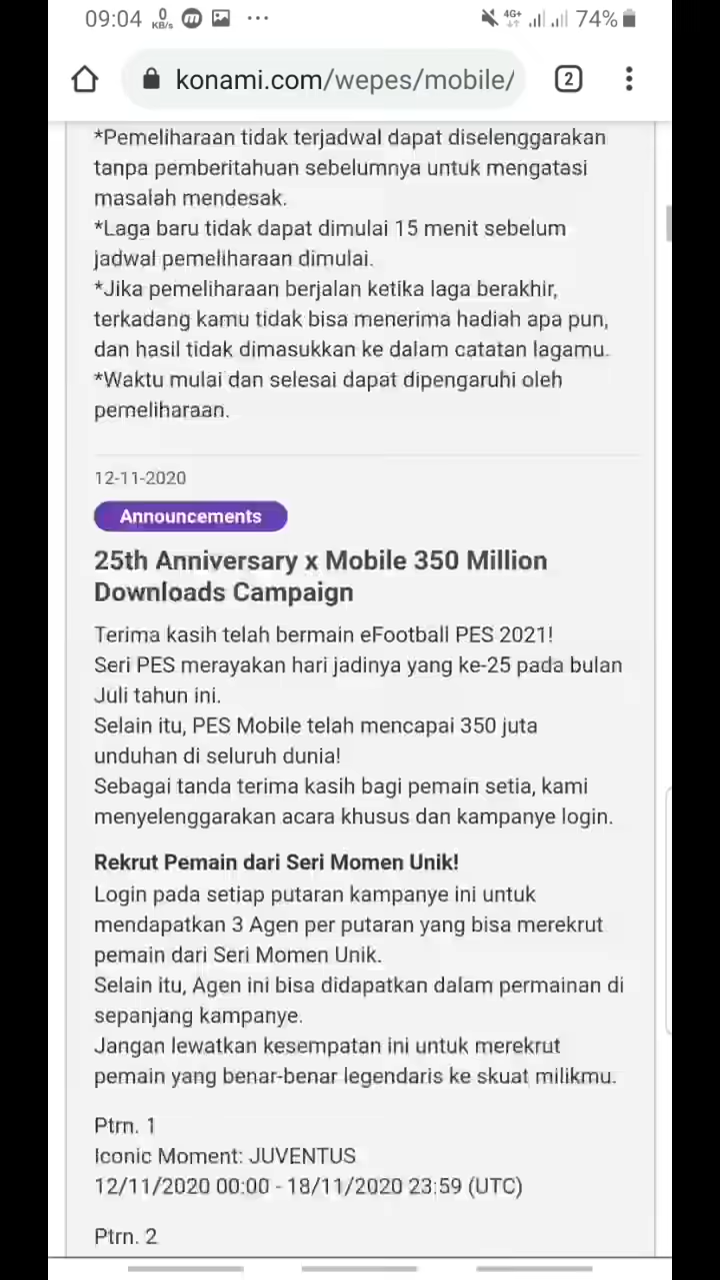 09:04 0 KB/s m ... 4G+ 74%
konami.com/wepes/mobile/ 2
*Pemeliharaan tidak terjadwal dapat diselenggarakan
tanpa pemberitahuan sebelumnya untuk mengatasi
masalah mendesak.
*Laga baru tidak dapat dimulai 15 menit sebelum
jadwal pemeliharaan dimulai.
*Jika pemeliharaan berjalan ketika laga berakhir,
terkadang kamu tidak bisa menerima hadiah apa pun,
dan hasil tidak dimasukkan ke dalam catatan lagamu.
*Waktu mulai dan selesai dapat dipengaruhi oleh
pemeliharaan.
12-11-2020
Announcements
25th Anniversary x Mobile 350 Million
Downloads Campaign
Terima kasih telah bermain eFootball PES 2021!
Seri PES merayakan hari jadinya yang ke-25 pada bulan
Juli tahun ini.
Selain itu, PES Mobile telah mencapai 350 juta
unduhan di seluruh dunia!
Sebagai tanda terima kasih bagi pemain setia, kami
menyelenggarakan acara khusus dan kampanye login.
Rekrut Pemain dari Seri Momen Unik!
Login pada setiap putaran kampanye ini untuk
mendapatkan 3 Agen per putaran yang bisa merekrut
pemain dari Seri Momen Unik.
Selain itu, Agen ini bisa didapatkan dalam permainan di
sepanjang kampanye.
Jangan lewatkan kesempatan ini untuk merekrut
pemain yang benar-benar legendaris ke skuat milikmu.
Ptrn. 1
Iconic Moment: JUVENTUS
12/11/2020 00:00 - 18/11/2020 23:59 (UTC)
Ptrn. 2